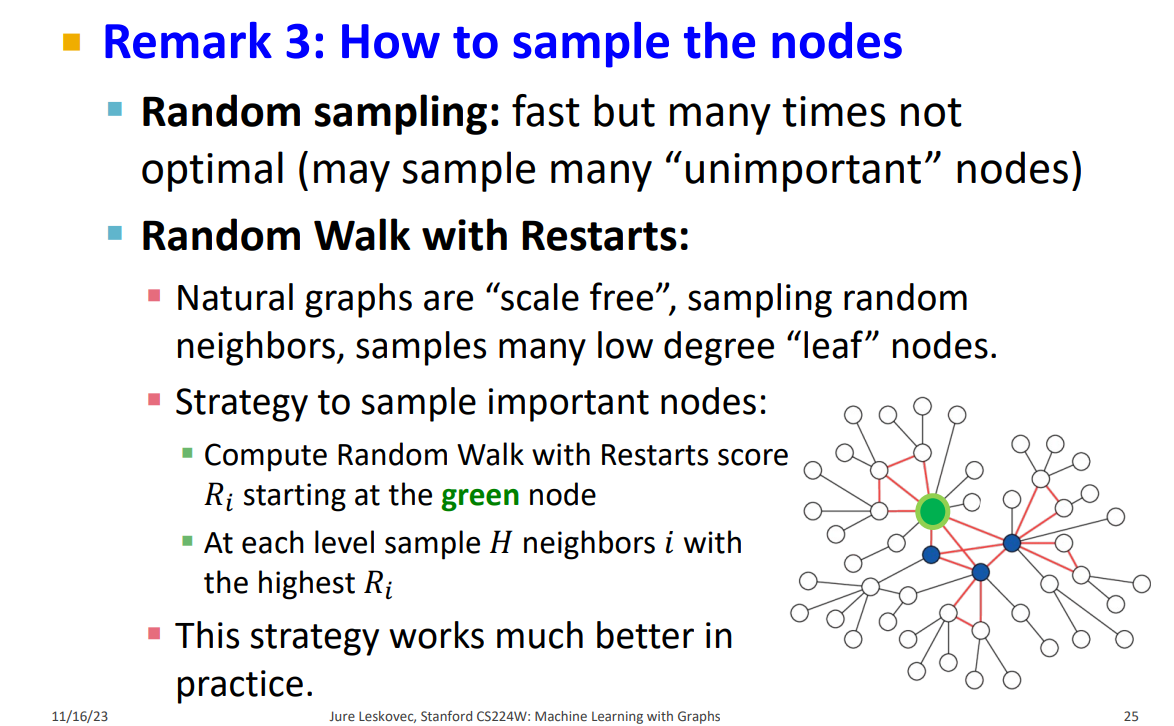 Remark 3: How to sample the nodes
Random sampling: fast but many times not
optimal (may sample many “unimportant” nodes)
Random Walk with Restarts:
Natural graphs are “scale free”, sampling random
neighbors, samples many low degree “leaf” nodes.
Strategy to sample important nodes:
Compute Random Walk with Restarts score
𝑅𝑖 starting at the green node
At each level sample 𝐻 neighbors 𝑖 with
the highest 𝑅𝑖
This strategy works much better in
practice.
11/16/23
Jure Leskovec, Stanford CS224W: Machine Learning with Graphs
25